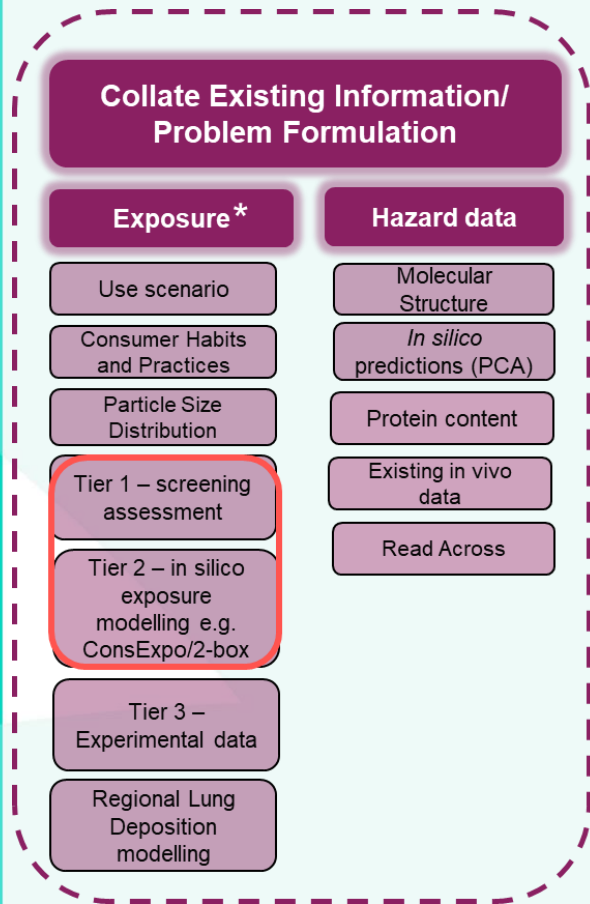 Collate Existing Information/
Problem Formulation
Exposure*
Use scenario
Consumer Habits
and Practices
Particle Size
Distribution
Tier 1 – screening
assessment
Tier 2 – in silico
exposure
modelling e.g.
ConsExpo/2-box
Tier 3 –
Experimental data
Regional Lung
Deposition
modelling
Hazard data
Molecular
Structure
In silico
predictions (PCA)
Protein content
Existing in vivo
data
Read Across